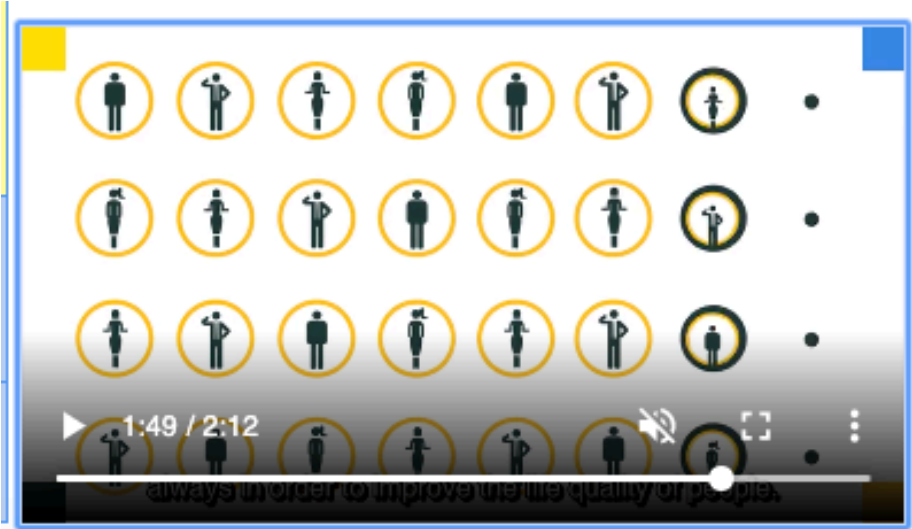 1:49 / 2:12
always in order to improve the life quality of people.